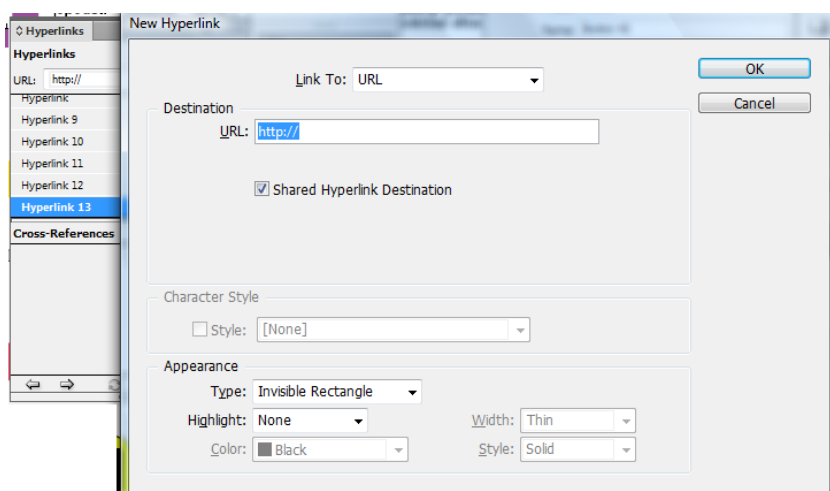 Hyperlinks
Hyperlinks
URL: http://
Hyperlink
Hyperlink 9
Hyperlink 10
Hyperlink 11
Hyperlink 12
Hyperlink 13
Cross-References
New Hyperlink
Link To: URL
OK
Cancel
Destination
URL: http://
Shared Hyperlink Destination
Character Style
Style: [None]
Appearance
Type: Invisible Rectangle
Highlight: None
Width: Thin
Color: Black
Style: Solid